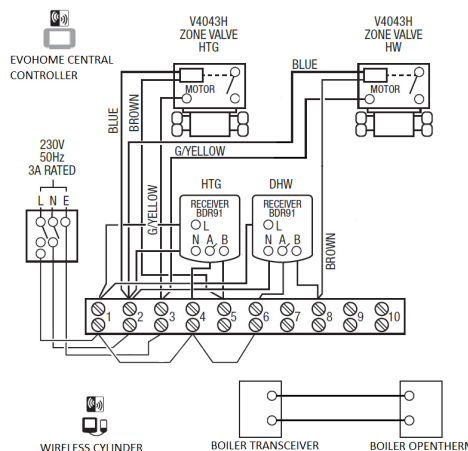 V4043H
ZONE VALVE
HTG
V4043H
ZONE VALVE
HW
EVOHOME CENTRAL
CONTROLLER
BLUE
MOTOR
MOTOR
BLUE
BROWN
230V
50Hz
3A RATED
L N E
G/YELLOW
G/YELLOW
HTG
DHW
RECEIVER
BDR91
L
N A B
RECEIVER
BDR91
L
N A B
BROWN
1 2 3 4 5 6 7 8 9 10
WIRELESS CYLINDER
BOILER TRANSCEIVER
BOILER OPENTHERM